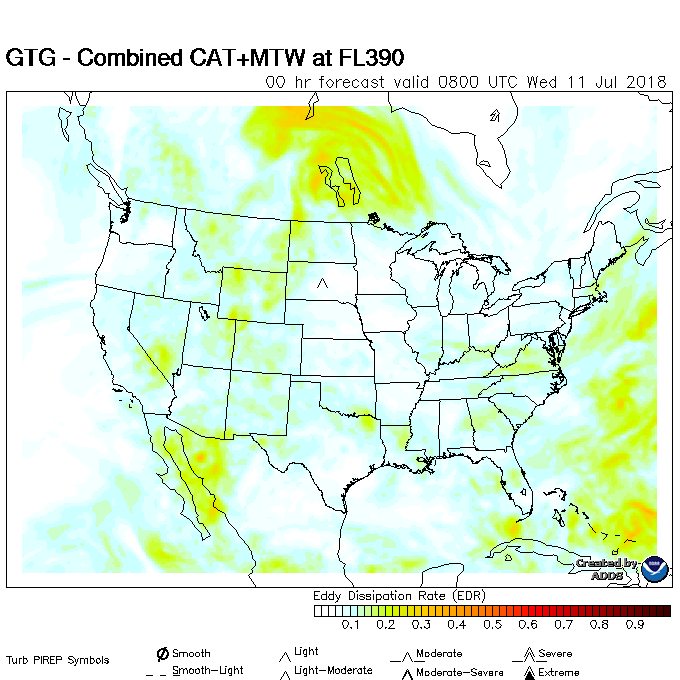 GTG - Combined CAT+MTW at FL390
00 hr forecast valid 0800 UTC Wed 11 Jul 2018
Created by
ADDS
Eddy Dissipation Rate (EDR)
0.1 0.2 0.3 0.4 0.5 0.6 0.7 0.8 0.9
Turb PIREP Symbols
Smooth Light Moderate Severe
Smooth-Light Light-Moderate Moderate-Severe Extreme